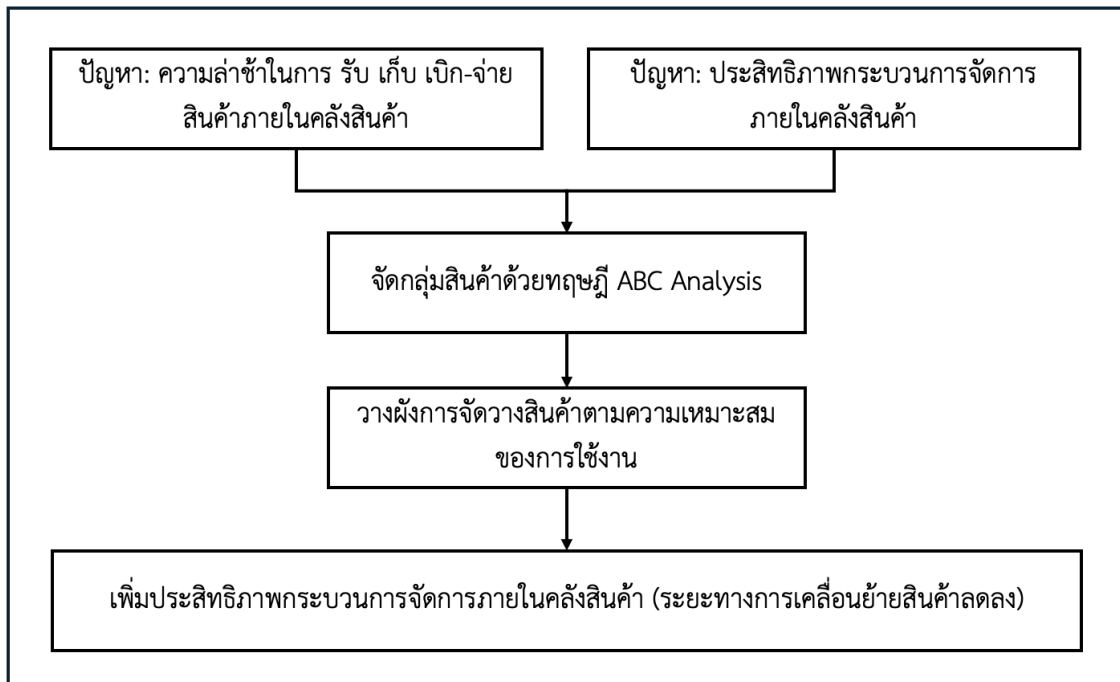 ปัญหา: ความล่าช้าในการ รับ เก็บ เบิก-จ่าย
สินค้าภายในคลังสินค้า
ปัญหา: ประสิทธิภาพกระบวนการจัดการ
ภายในคลังสินค้า
จัดกลุ่มสินค้าด้วยทฤษฎี ABC Analysis
วางผังการจัดวางสินค้าตามความเหมาะสม
ของการใช้งาน
เพิ่มประสิทธิภาพกระบวนการจัดการภายในคลังสินค้า (ระยะทางการเคลื่อนย้ายสินค้าลดลง)